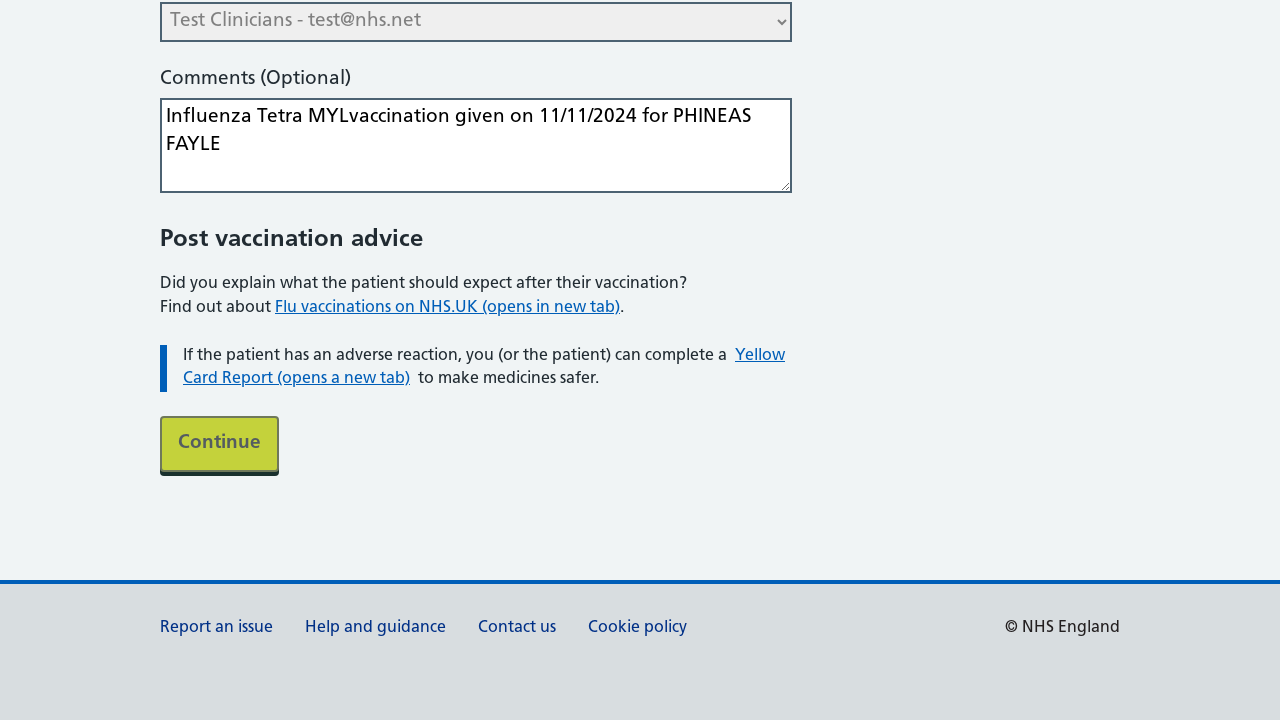 Test Clinicians - test@nhs.net
Comments (Optional)
Influenza Tetra MYLvaccination given on 11/11/2024 for PHINEAS
FAYLE
Post vaccination advice
Did you explain what the patient should expect after their vaccination?
Find out about Flu vaccinations on NHS.UK (opens in new tab).
If the patient has an adverse reaction, you (or the patient) can complete a Yellow
Card Report (opens a new tab) to make medicines safer.
Continue
Report an issue Help and guidance Contact us Cookie policy © NHS England